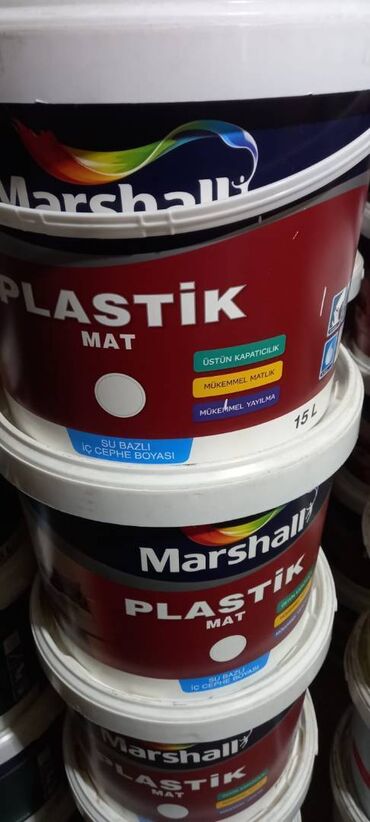 Marshall
PLASTİK
MAT
ÜSTÜN KAPATICILIK
MÜKEMMEL MATLIK
MÜKEMMEL YAYILMA
15 L
SU BAZLI
İÇ CEPHE BOYASI
Marshall
PLASTİK
MAT
SU BAZLI
İÇ CEPHE BOYASI
Marshall
PLASTİK
MAT